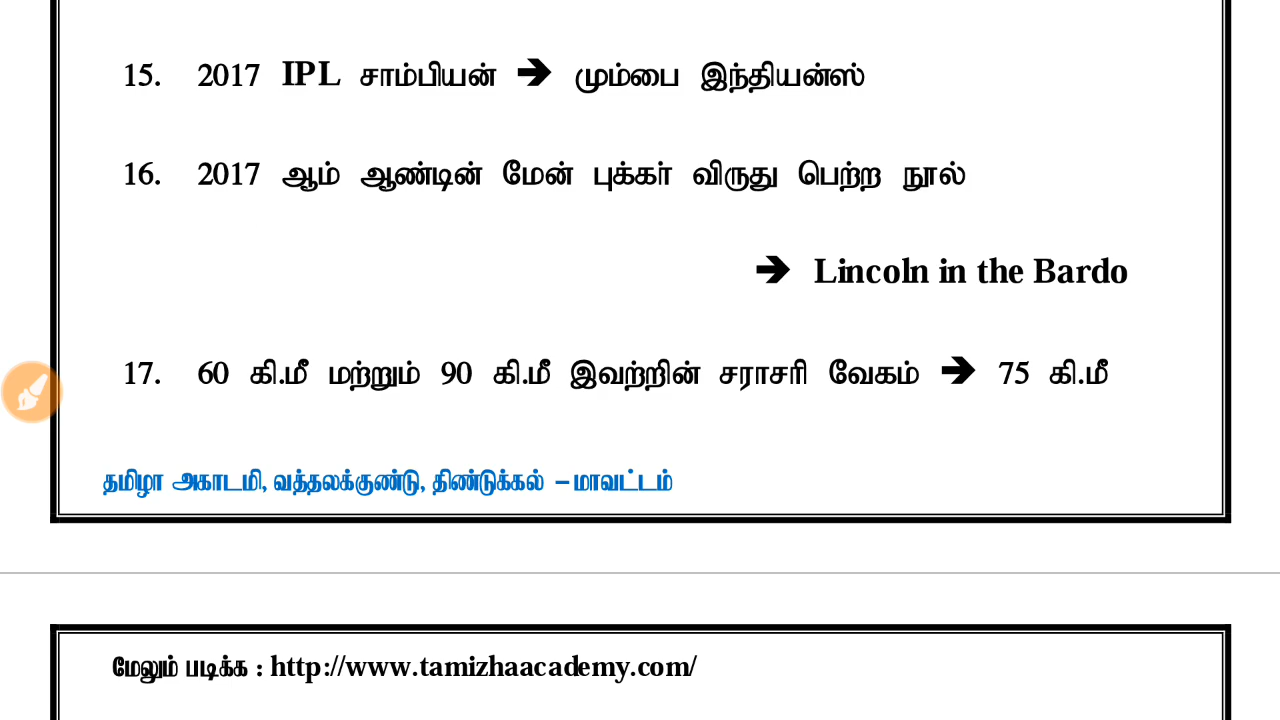 15. 2017 IPL சாம்பியன் ➔ மும்பை இந்தியன்ஸ்
16. 2017 ஆம் ஆண்டின் மேன் புக்கர் விருது பெற்ற நூல்
➔ Lincoln in the Bardo
17. 60 கி.மீ மற்றும் 90 கி.மீ இவற்றின் சராசரி வேகம் ➔ 75 கி.மீ
தமிழா அகாடமி, வத்தலக்குண்டு, திண்டுக்கல் – மாவட்டம்
மேலும் படிக்க : http://www.tamizhaacademy.com/